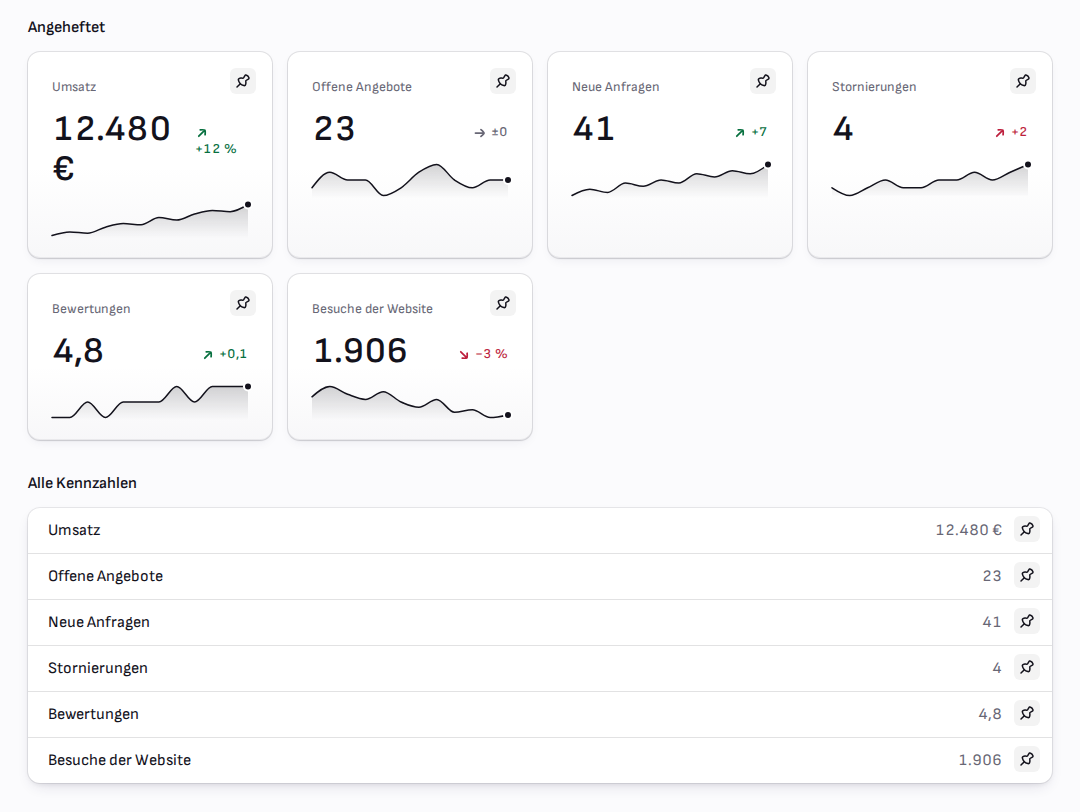 Angeheftet
Umsatz
12.480
€
+12 %
Offene Angebote
23
±0
Neue Anfragen
41
+7
Stornierungen
4
+2
Bewertungen
4,8
+0,1
Besuche der Website
1.906
−3 %
Alle Kennzahlen
Umsatz 12.480 €
Offene Angebote 23
Neue Anfragen 41
Stornierungen 4
Bewertungen 4,8
Besuche der Website 1.906